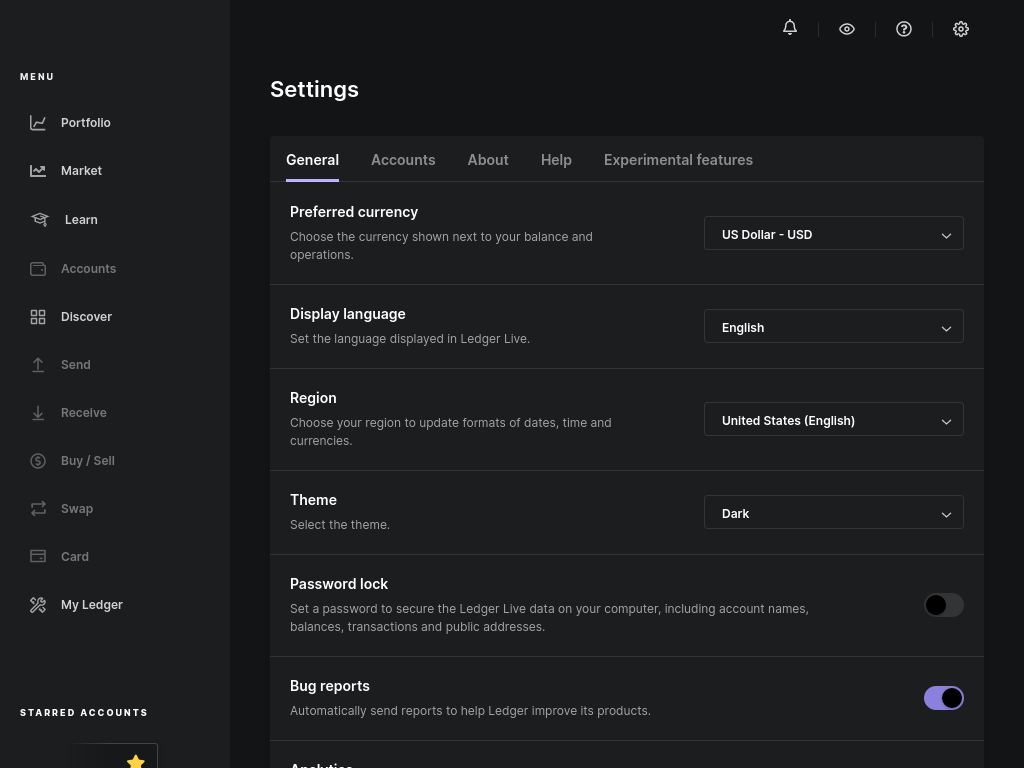 MENU
Portfolio
Market
Learn
Accounts
Discover
Send
Receive
Buy / Sell
Swap
Card
My Ledger
STARRED ACCOUNTS
Settings
General
Accounts
About
Help
Experimental features
Preferred currency
Choose the currency shown next to your balance and
operations.
US Dollar - USD
Display language
Set the language displayed in Ledger Live.
English
Region
Choose your region to update formats of dates, time and
currencies.
United States (English)
Theme
Select the theme.
Dark
Password lock
Set a password to secure the Ledger Live data on your computer, including account names,
balances, transactions and public addresses.
Bug reports
Automatically send reports to help Ledger improve its products.
Analytics